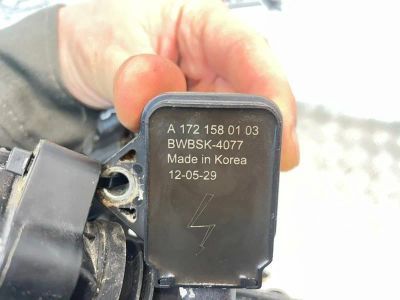 A 172 158 01 03
BWBSK-4077
Made in Korea
12-05-29